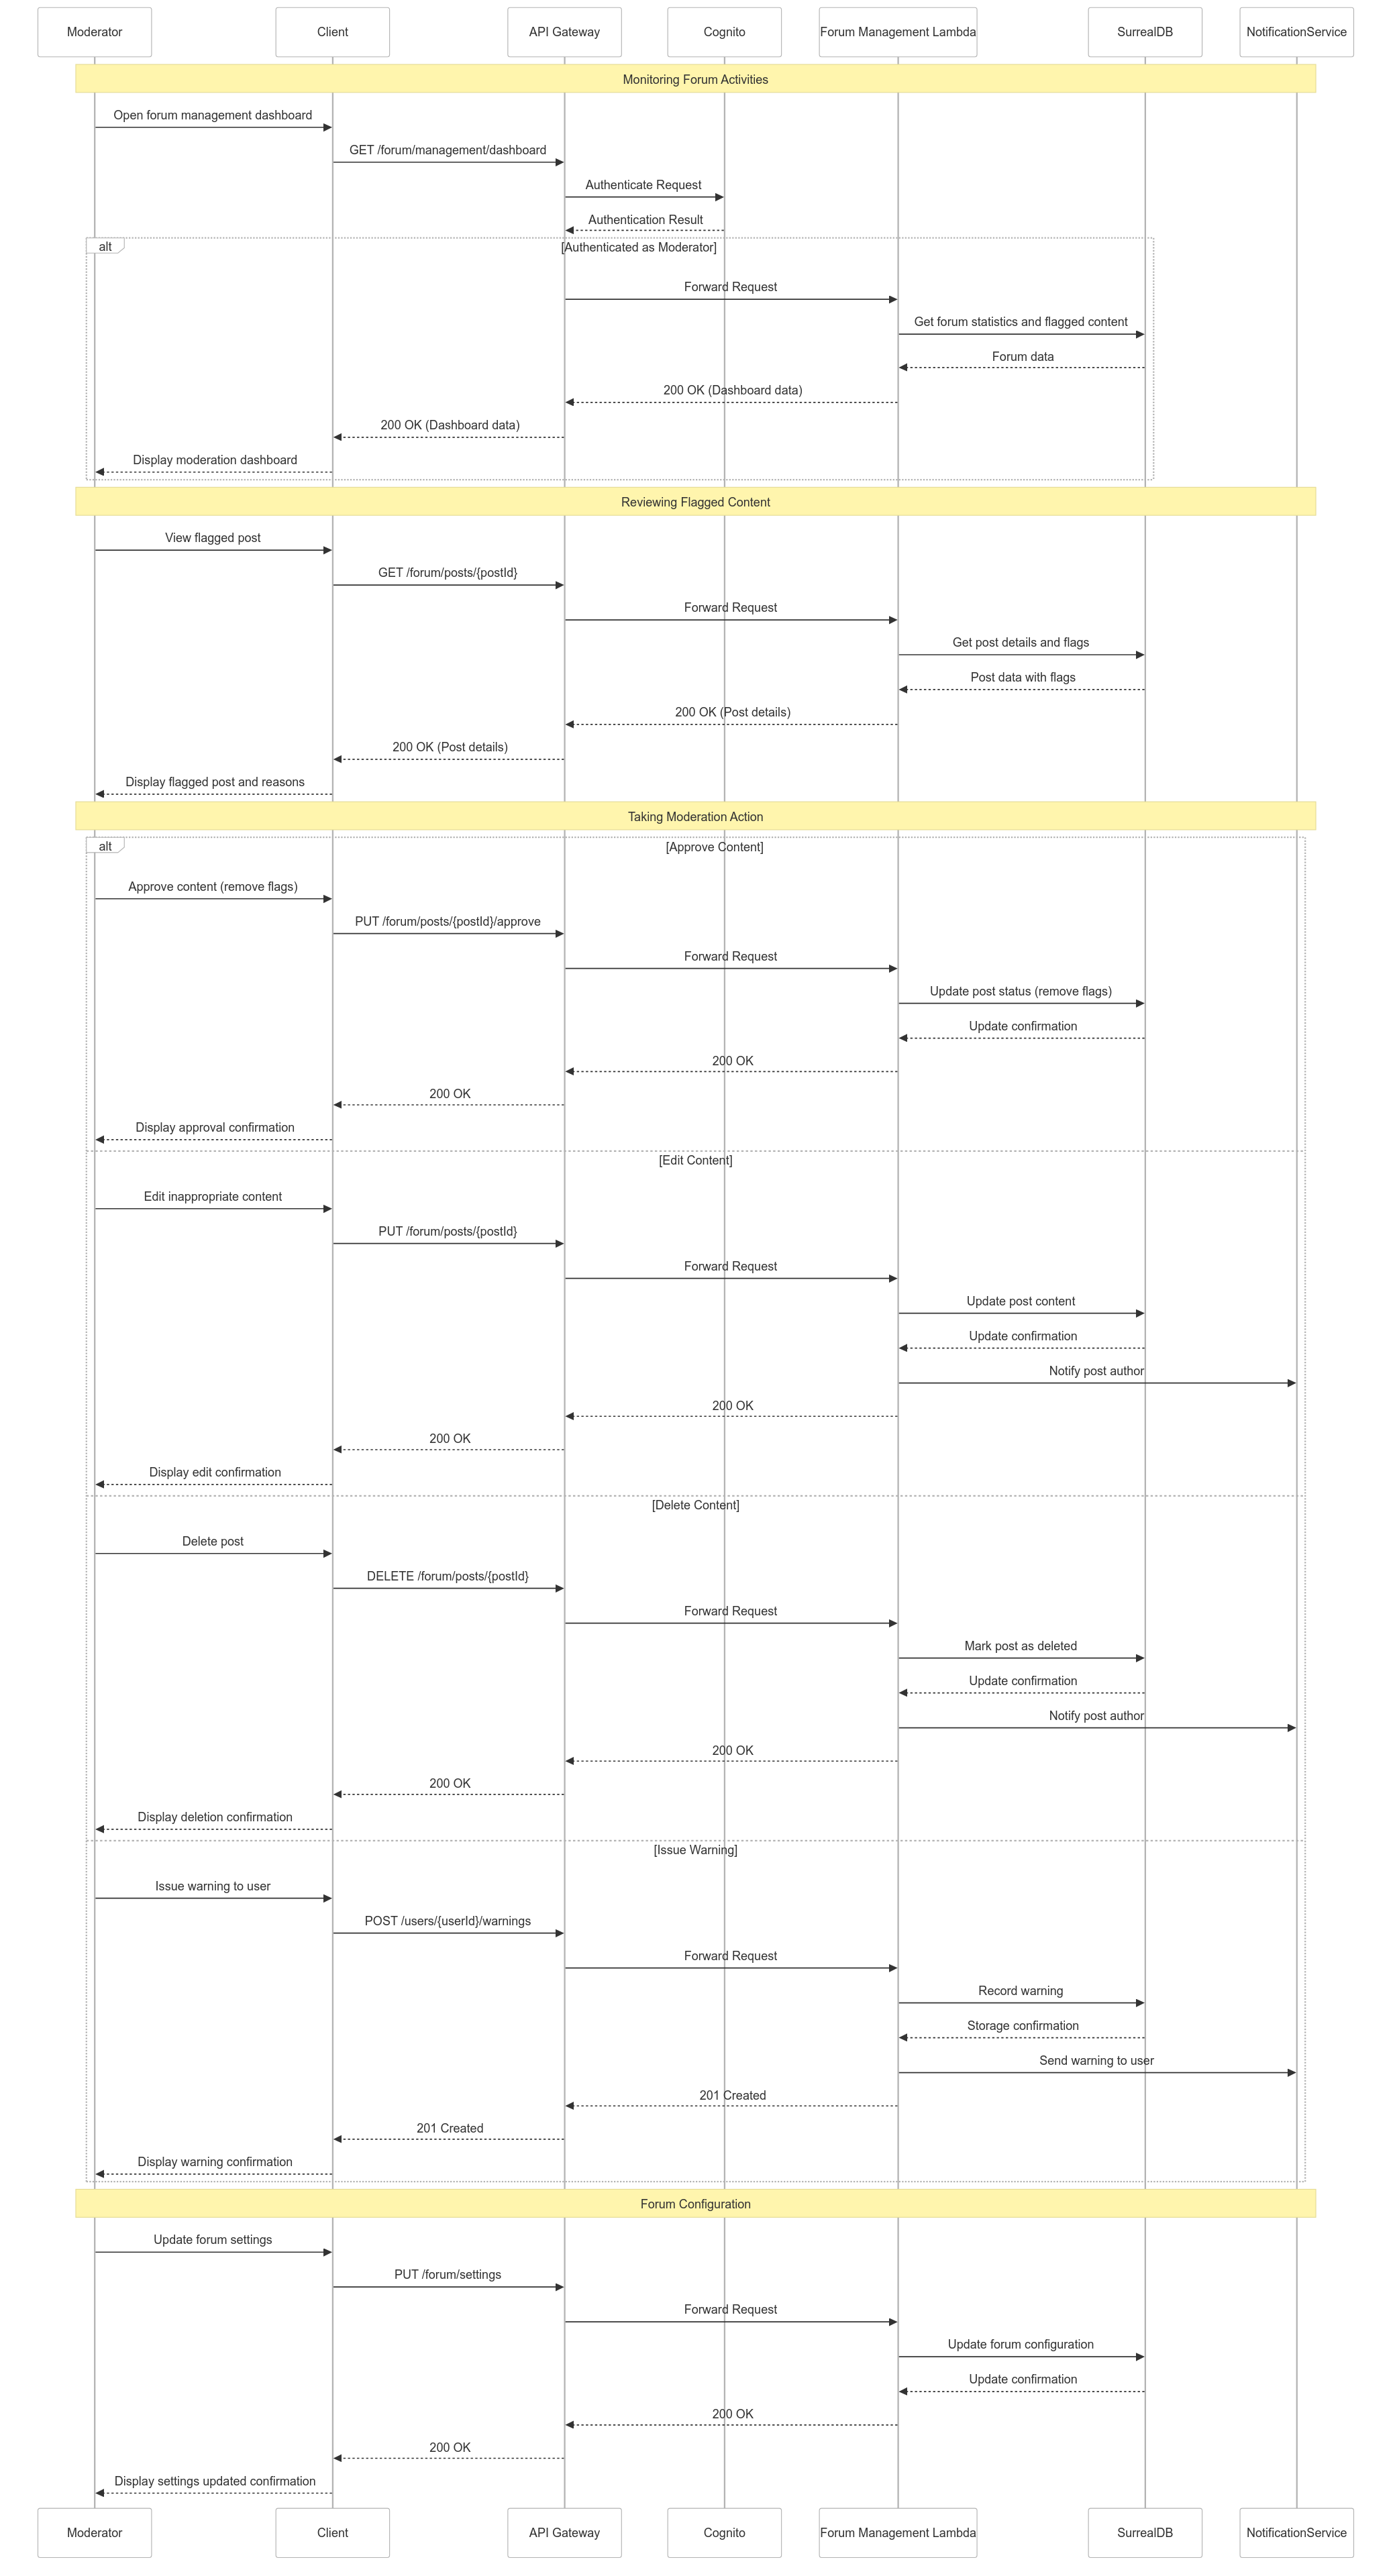 Moderator
Client
API Gateway
Cognito
Forum Management Lambda
SurrealDB
NotificationService
Monitoring Forum Activities
Open forum management dashboard
GET /forum/management/dashboard
Authenticate Request
Authentication Result
alt
[Authenticated as Moderator]
Forward Request
Get forum statistics and flagged content
Forum data
200 OK (Dashboard data)
200 OK (Dashboard data)
Display moderation dashboard
Reviewing Flagged Content
View flagged post
GET /forum/posts/{postId}
Forward Request
Get post details and flags
Post data with flags
200 OK (Post details)
200 OK (Post details)
Display flagged post and reasons
Taking Moderation Action
alt
[Approve Content]
Approve content (remove flags)
PUT /forum/posts/{postId}/approve
Forward Request
Update post status (remove flags)
Update confirmation
200 OK
200 OK
Display approval confirmation
[Edit Content]
Edit inappropriate content
PUT /forum/posts/{postId}
Forward Request
Update post content
Update confirmation
Notify post author
200 OK
200 OK
Display edit confirmation
[Delete Content]
Delete post
DELETE /forum/posts/{postId}
Forward Request
Mark post as deleted
Update confirmation
Notify post author
200 OK
200 OK
Display deletion confirmation
[Issue Warning]
Issue warning to user
POST /users/{userId}/warnings
Forward Request
Record warning
Storage confirmation
Send warning to user
201 Created
201 Created
Display warning confirmation
Forum Configuration
Update forum settings
PUT /forum/settings
Forward Request
Update forum configuration
Update confirmation
200 OK
200 OK
Display settings updated confirmation
Moderator
Client
API Gateway
Cognito
Forum Management Lambda
SurrealDB
NotificationService